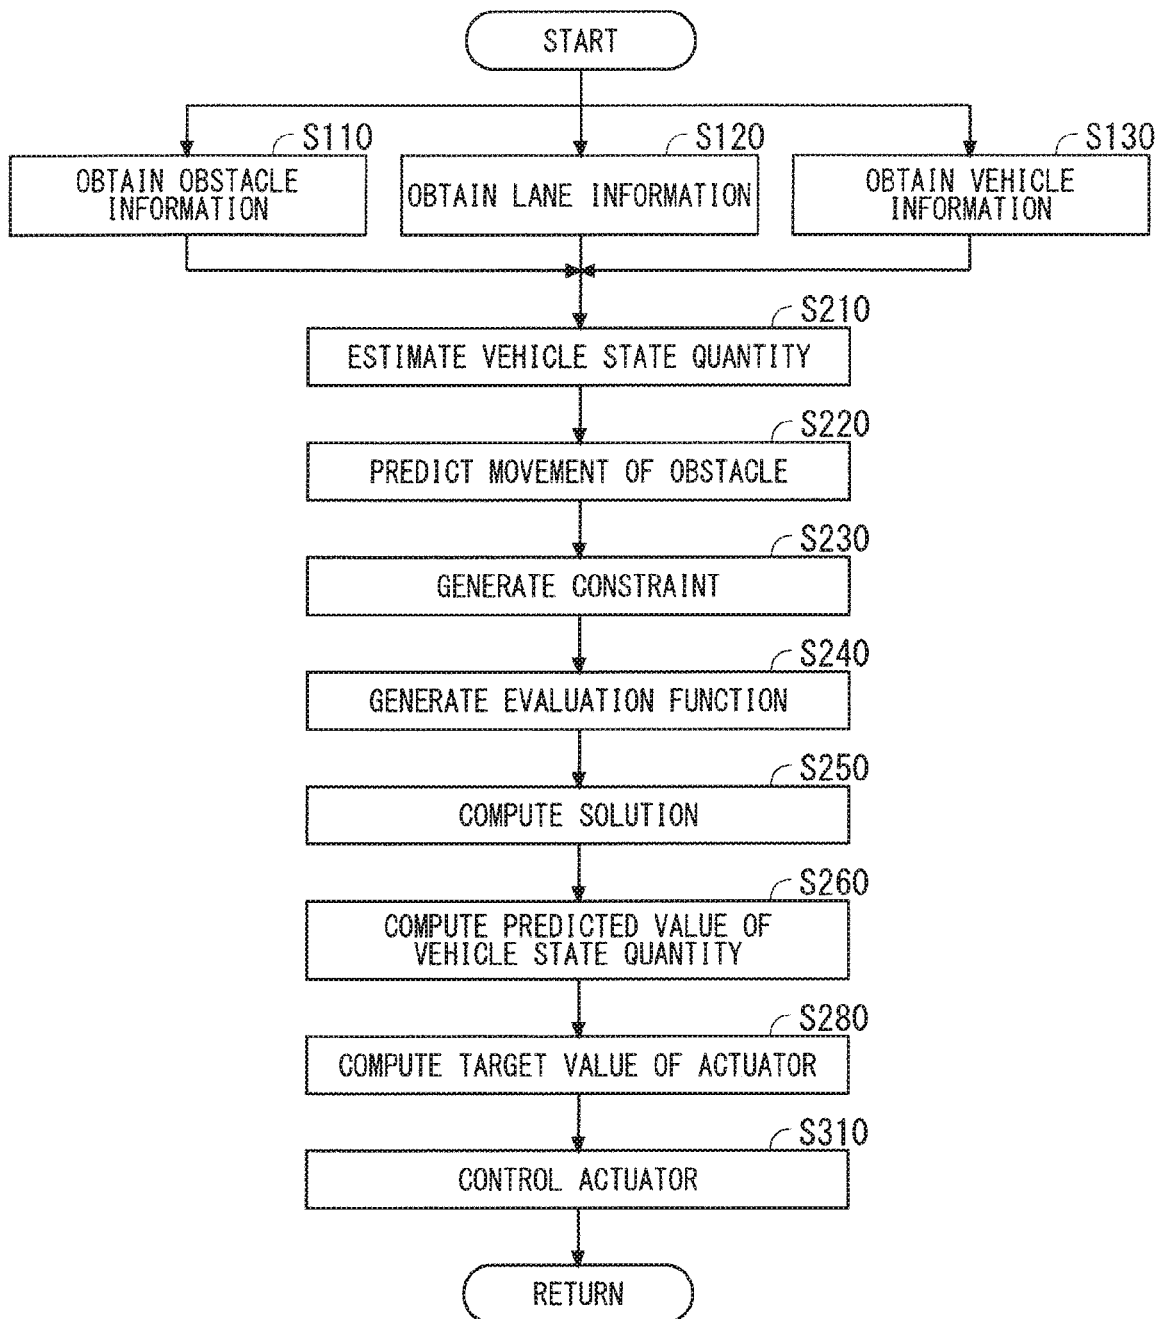 START
S110
OBTAIN OBSTACLE
INFORMATION
S120
OBTAIN LANE INFORMATION
S130
OBTAIN VEHICLE
INFORMATION
S210
ESTIMATE VEHICLE STATE QUANTITY
S220
PREDICT MOVEMENT OF OBSTACLE
S230
GENERATE CONSTRAINT
S240
GENERATE EVALUATION FUNCTION
S250
COMPUTE SOLUTION
S260
COMPUTE PREDICTED VALUE OF
VEHICLE STATE QUANTITY
S280
COMPUTE TARGET VALUE OF ACTUATOR
S310
CONTROL ACTUATOR
RETURN